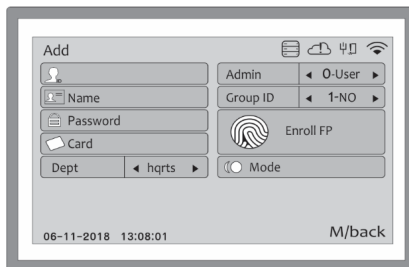 Add
Name
Password
Card
Dept hqrts
Admin 0-User
Group ID 1-NO
Enroll FP
Mode
06-11-2018 13:08:01
M/back